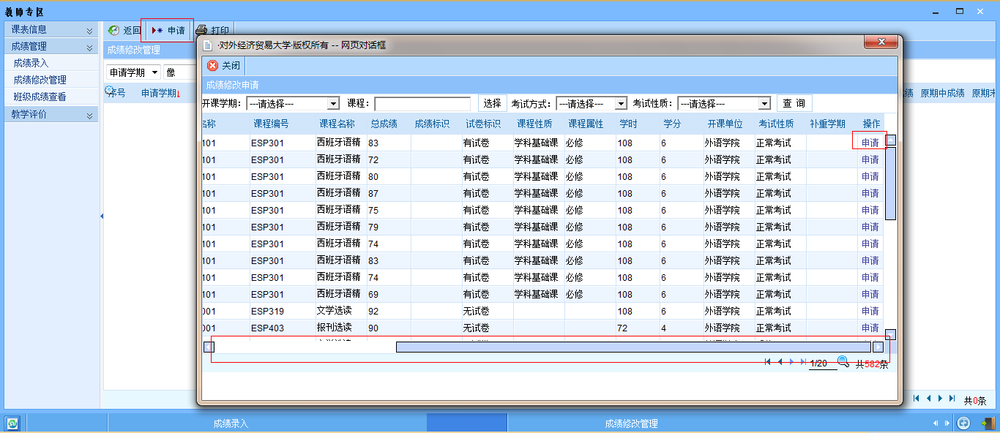 教师专区
课表信息
成绩管理
成绩录入
成绩修改管理
班级成绩查看
教学评价
返回 申请 打印
成绩修改管理
申请学期 像
序号 申请学期↓
绩 原期中成绩 原期末
·对外经济贸易大学·版权所有 -- 网页对话框
关闭
成绩修改申请
开课学期: ---请选择--- 课程: 选择 考试方式: ---请选择--- 考试性质: ---请选择--- 查 询
名称 课程编号 课程名称 总成绩 成绩标识 试卷标识 课程性质 课程属性 学时 学分 开课单位 考试性质 补重学期 操作
101 ESP301 西班牙语精 83 有试卷 学科基础课 必修 108 6 外语学院 正常考试 申请
101 ESP301 西班牙语精 72 有试卷 学科基础课 必修 108 6 外语学院 正常考试 申请
101 ESP301 西班牙语精 80 有试卷 学科基础课 必修 108 6 外语学院 正常考试 申请
101 ESP301 西班牙语精 87 有试卷 学科基础课 必修 108 6 外语学院 正常考试 申请
101 ESP301 西班牙语精 75 有试卷 学科基础课 必修 108 6 外语学院 正常考试 申请
101 ESP301 西班牙语精 79 有试卷 学科基础课 必修 108 6 外语学院 正常考试 申请
101 ESP301 西班牙语精 74 有试卷 学科基础课 必修 108 6 外语学院 正常考试 申请
101 ESP301 西班牙语精 83 有试卷 学科基础课 必修 108 6 外语学院 正常考试 申请
101 ESP301 西班牙语精 74 有试卷 学科基础课 必修 108 6 外语学院 正常考试 申请
101 ESP301 西班牙语精 69 有试卷 学科基础课 必修 108 6 外语学院 正常考试 申请
001 ESP319 文学选读 92 无试卷 108 6 外语学院 正常考试 申请
001 ESP403 报刊选读 90 无试卷 72 4 外语学院 正常考试 申请
1/20 共582条
共0条
成绩录入 成绩修改管理